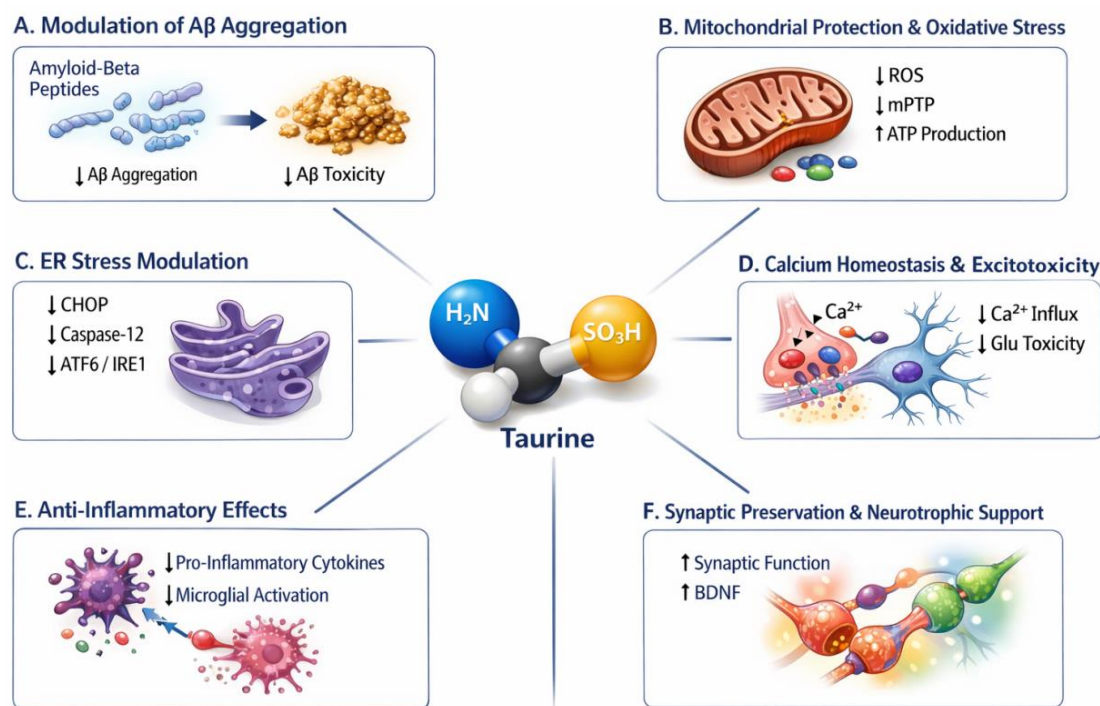 A. Modulation of Aβ Aggregation
Amyloid-Beta
Peptides
↓ Aβ Aggregation
↓ Aβ Toxicity
B. Mitochondrial Protection & Oxidative Stress
↓ ROS
↓ mPTP
↑ ATP Production
C. ER Stress Modulation
↓ CHOP
↓ Caspase-12
↓ ATF6 / IRE1
H₂N
SO₃H
Taurine
D. Calcium Homeostasis & Excitotoxicity
Ca²⁺
↓ Ca²⁺ Influx
↓ Glu Toxicity
E. Anti-Inflammatory Effects
↓ Pro-Inflammatory Cytokines
↓ Microglial Activation
F. Synaptic Preservation & Neurotrophic Support
↑ Synaptic Function
↑ BDNF